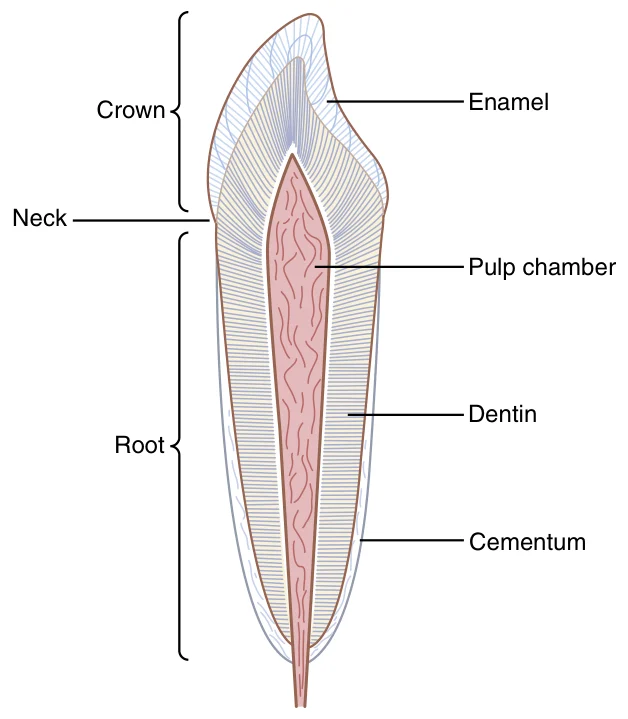 Crown
Enamel
Neck
Pulp chamber
Dentin
Root
Cementum